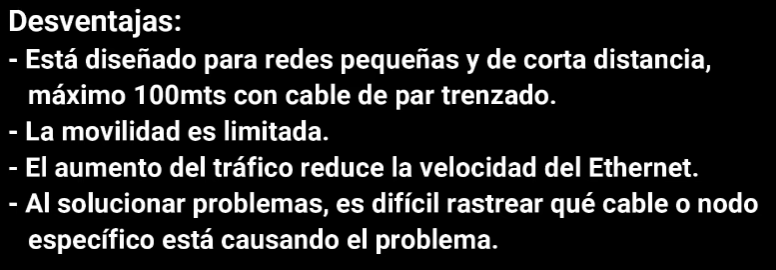 Desventajas:
- Está diseñado para redes pequeñas y de corta distancia,
máximo 100mts con cable de par trenzado.
- La movilidad es limitada.
- El aumento del tráfico reduce la velocidad del Ethernet.
- Al solucionar problemas, es difícil rastrear qué cable o nodo
específico está causando el problema.